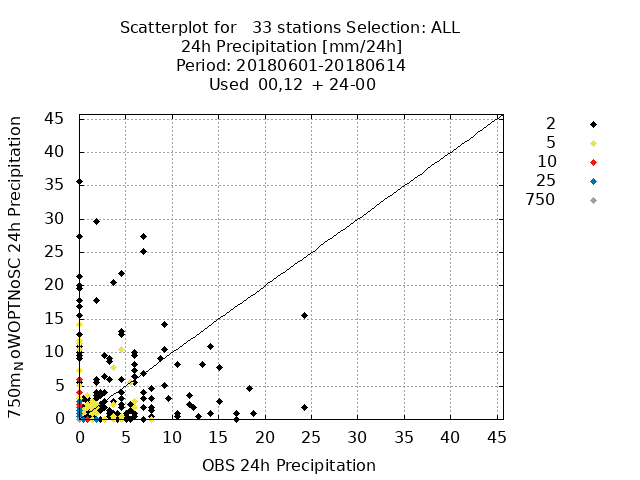 Scatterplot for   33 stations Selection: ALL
24h Precipitation [mm/24h]
Period: 20180601-20180614
Used  00,12  + 24-00
750m_NoWOPTNoSC 24h Precipitation
45
40
35
30
25
20
15
10
5
0
0 5 10 15 20 25 30 35 40 45
OBS 24h Precipitation
2
5
10
25
750